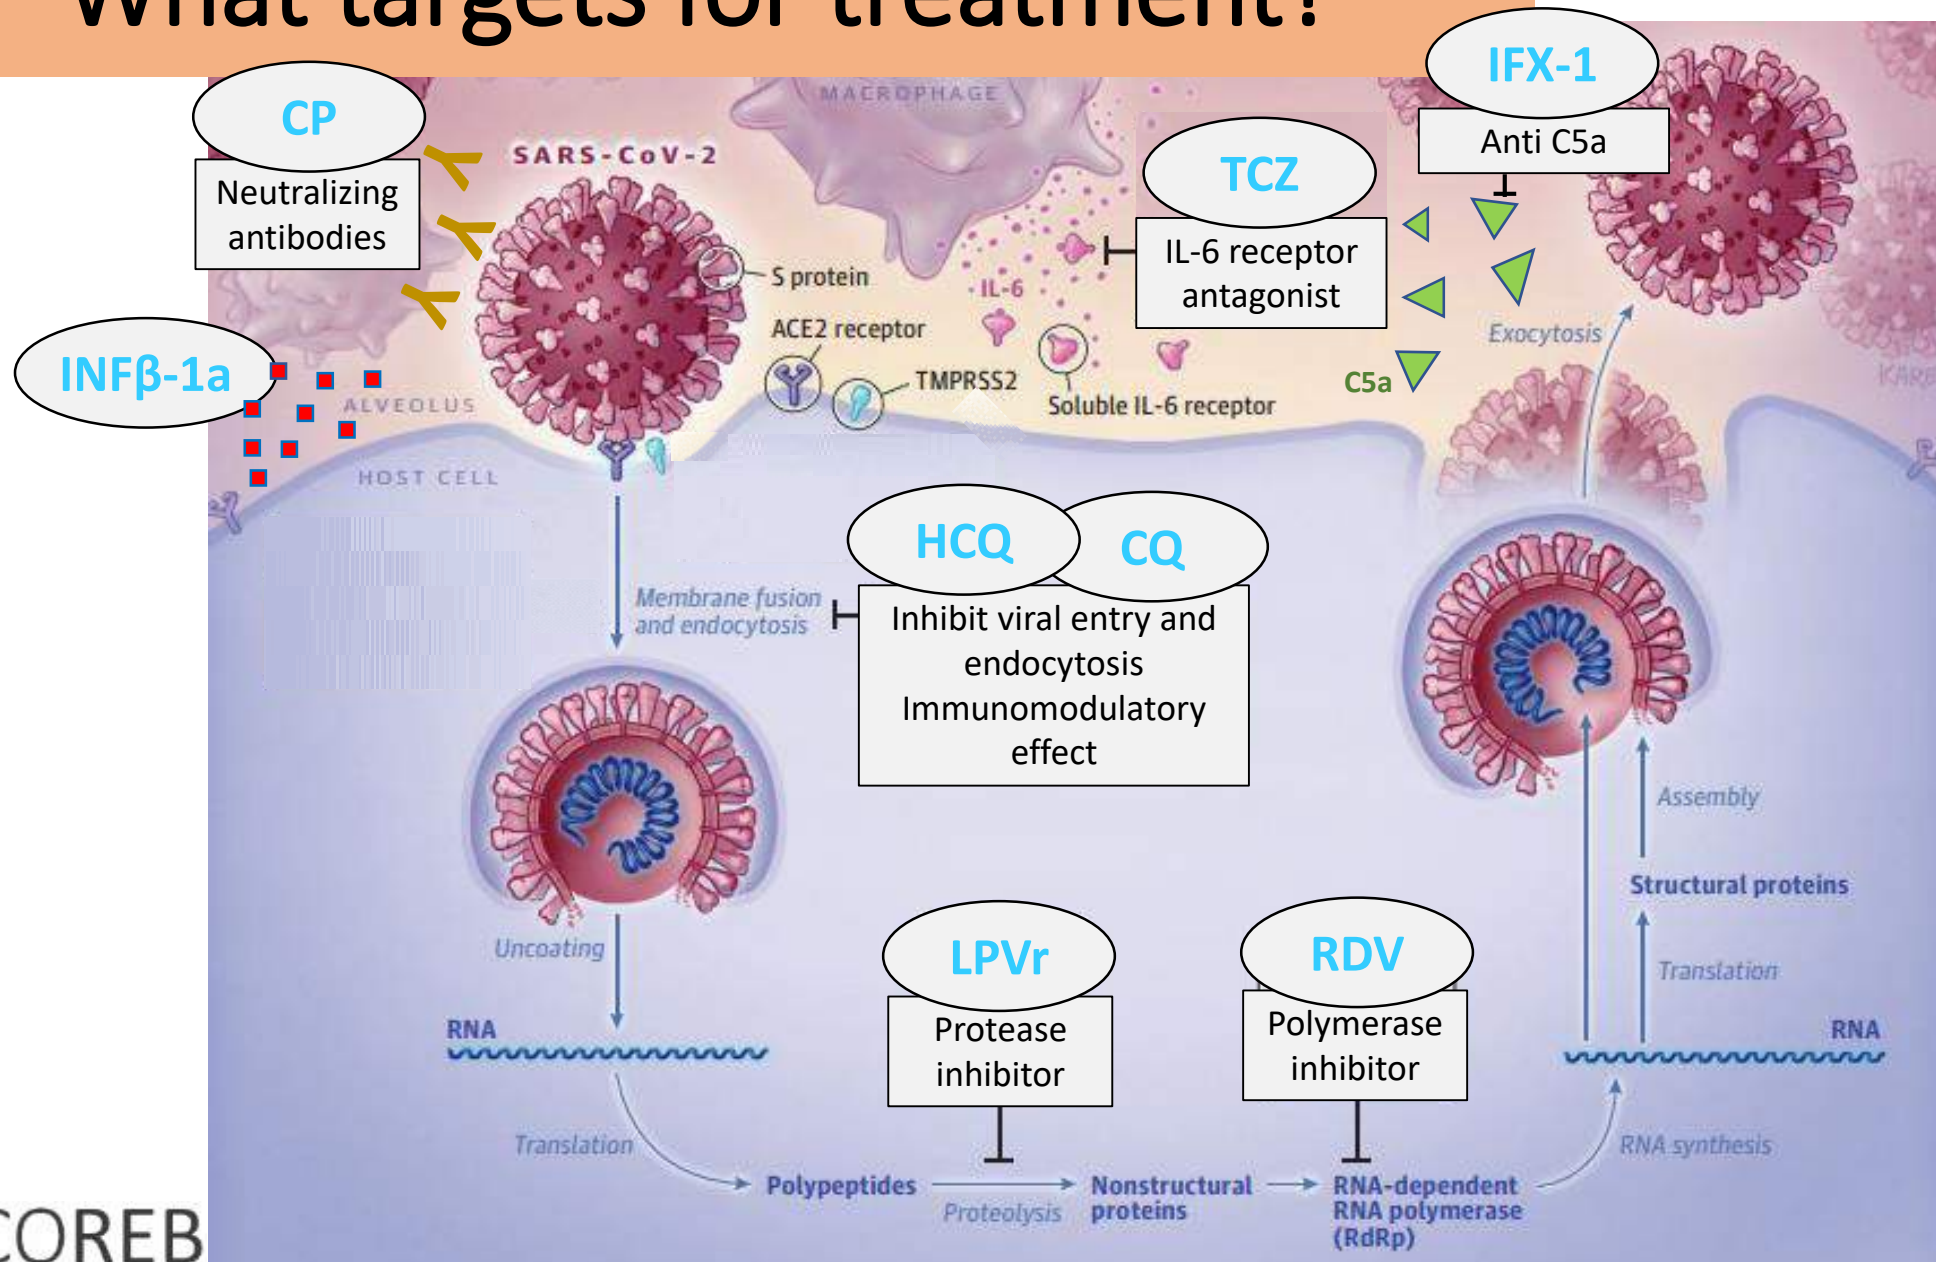 What targets for treatment?
IFX-1
Anti C5a
CP
Neutralizing
antibodies
MACROPHAGE
SARS-CoV-2
TCZ
IL-6 receptor
antagonist
S protein
IL-6
ACE2 receptor
TMPRSS2
Soluble IL-6 receptor
C5a
Exocytosis
INFβ-1a
ALVEOLUS
HOST CELL
HCQ
CQ
Inhibit viral entry and
endocytosis
Immunomodulatory
effect
Membrane fusion
and endocytosis
Assembly
Structural proteins
Translation
RNA
Uncoating
RNA
LPVr
Protease
inhibitor
RDV
Polymerase
inhibitor
Translation
Polypeptides
Proteolysis
Nonstructural
proteins
RNA-dependent
RNA polymerase
(RdRp)
RNA synthesis
COREB